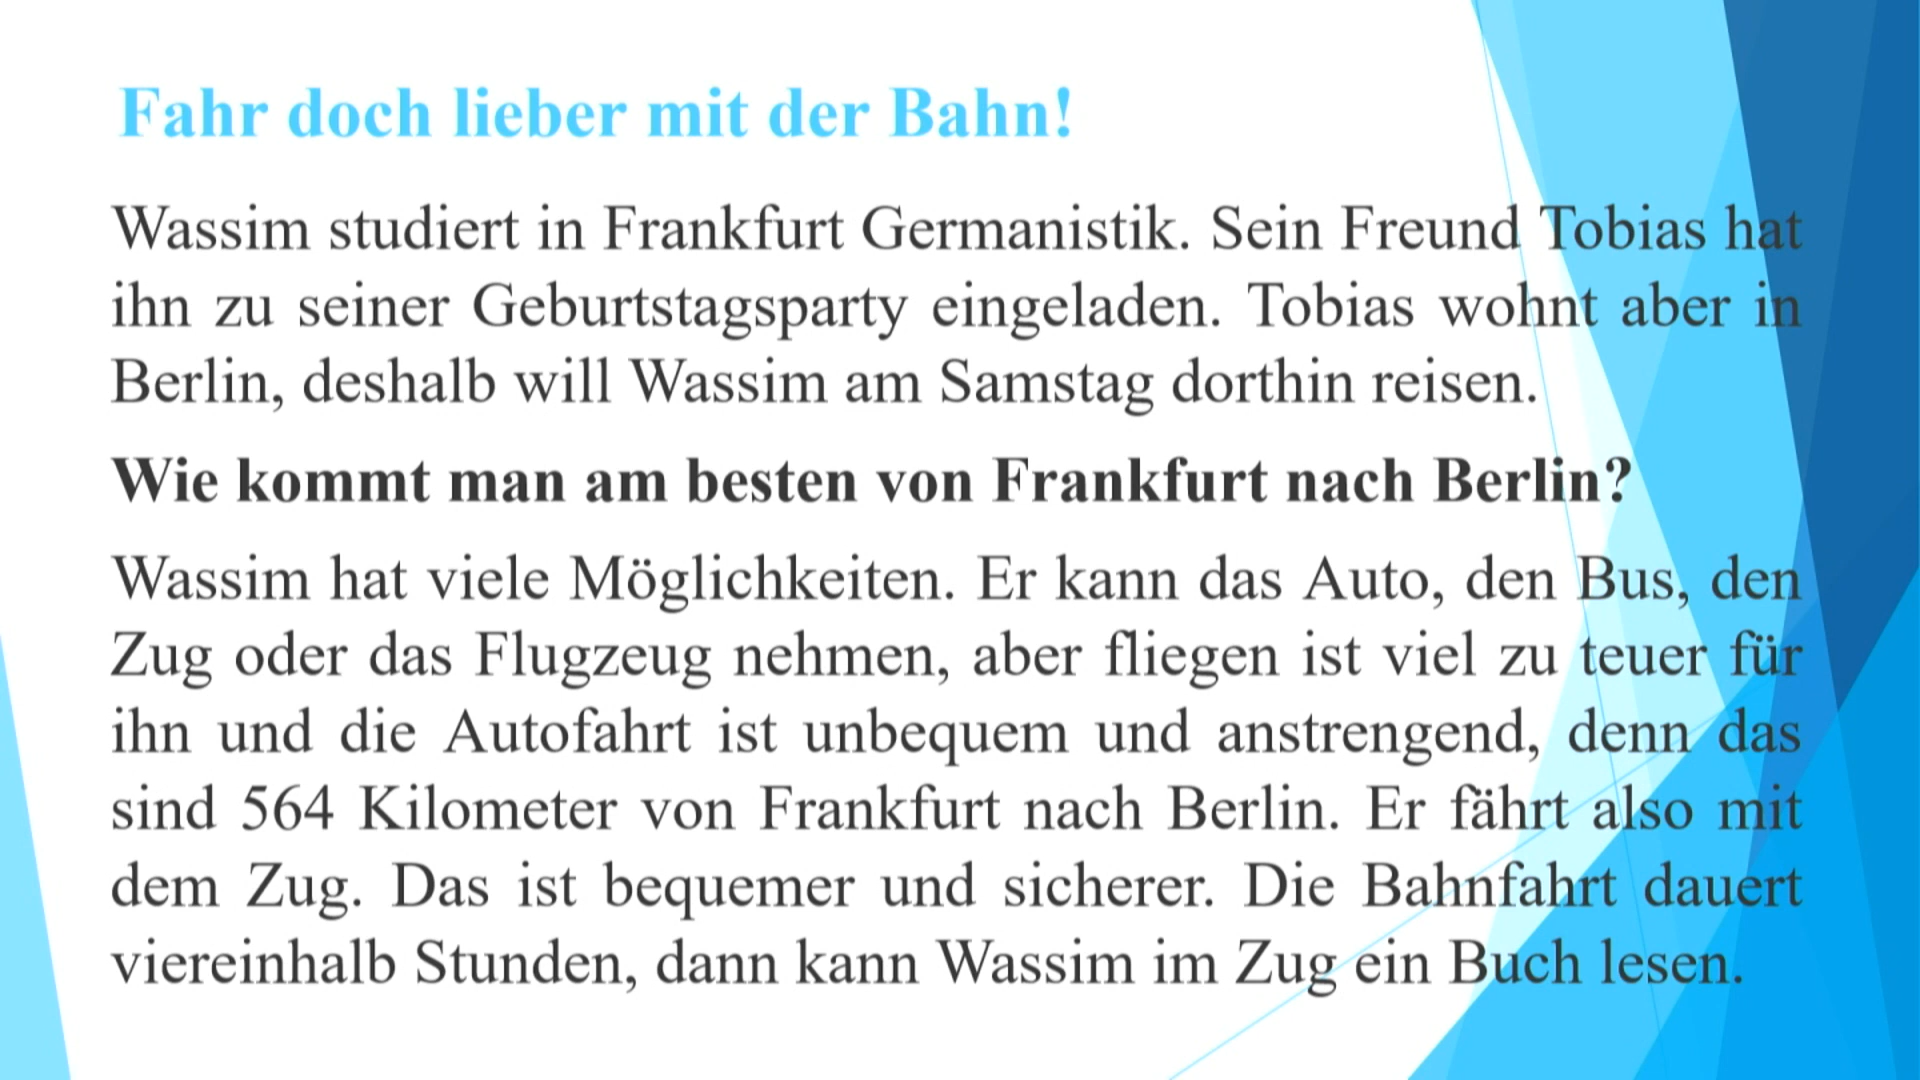 Fahr doch lieber mit der Bahn!
Wassim studiert in Frankfurt Germanistik. Sein Freund Tobias hat
ihn zu seiner Geburtstagsparty eingeladen. Tobias wohnt aber in
Berlin, deshalb will Wassim am Samstag dorthin reisen.
Wie kommt man am besten von Frankfurt nach Berlin?
Wassim hat viele Möglichkeiten. Er kann das Auto, den Bus, den
Zug oder das Flugzeug nehmen, aber fliegen ist viel zu teuer für
ihn und die Autofahrt ist unbequem und anstrengend, denn das
sind 564 Kilometer von Frankfurt nach Berlin. Er fährt also mit
dem Zug. Das ist bequemer und sicherer. Die Bahnfahrt dauert
viereinhalb Stunden, dann kann Wassim im Zug ein Buch lesen.